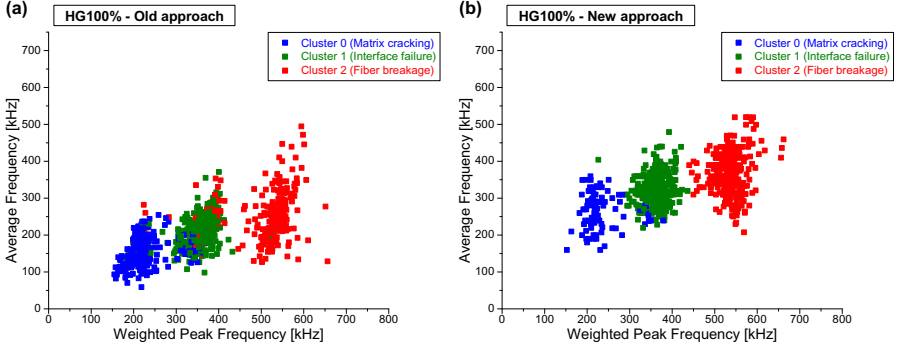 (a)
HG100% - Old approach
Cluster 0 (Matrix cracking)
Cluster 1 (Interface failure)
Cluster 2 (Fiber breakage)
Average Frequency [kHz]
700
600
500
400
300
200
100
0
0 100 200 300 400 500 600 700 800
Weighted Peak Frequency [kHz]
(b)
HG100% - New approach
Cluster 0 (Matrix cracking)
Cluster 1 (Interface failure)
Cluster 2 (Fiber breakage)
Average Frequency [kHz]
700
600
500
400
300
200
100
0
0 100 200 300 400 500 600 700 800
Weighted Peak Frequency [kHz]